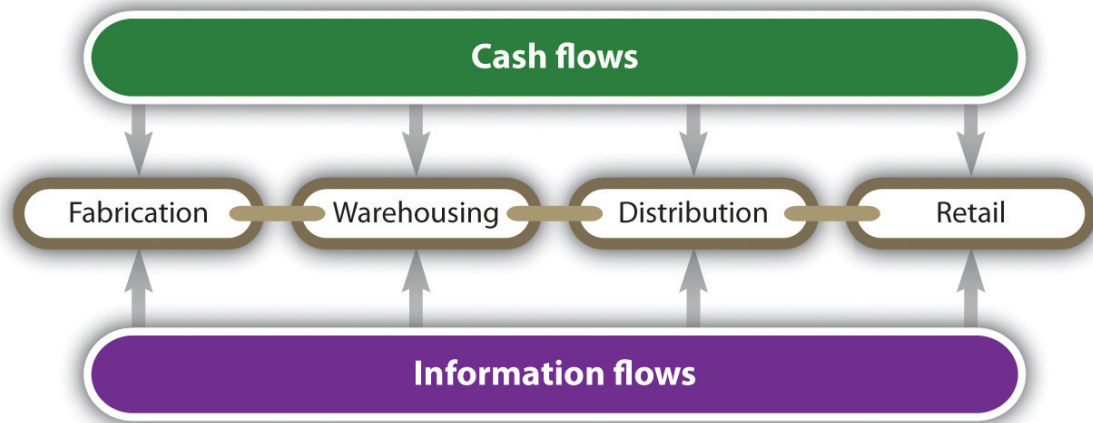 Cash flows
Fabrication Warehousing Distribution Retail
Information flows